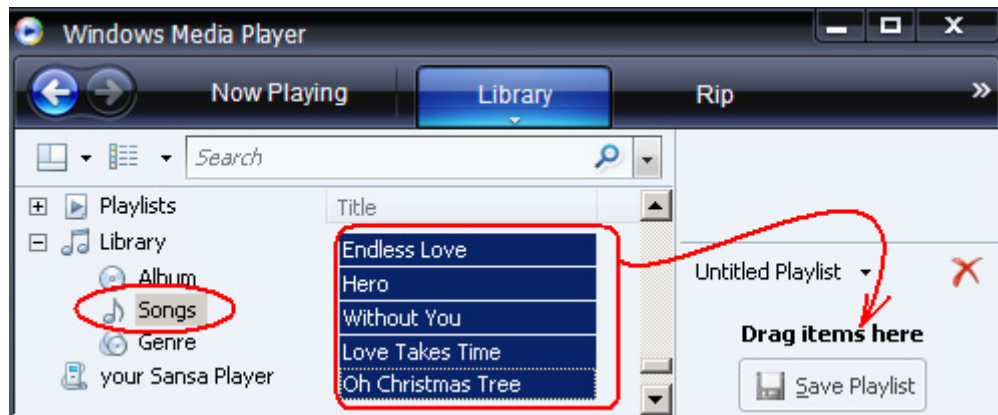 Windows Media Player
Now Playing Library Rip »
Search
Playlists
Library
Album
Songs
Genre
your Sansa Player
Title
Endless Love
Hero
Without You
Love Takes Time
Oh Christmas Tree
Untitled Playlist
Drag items here
Save Playlist